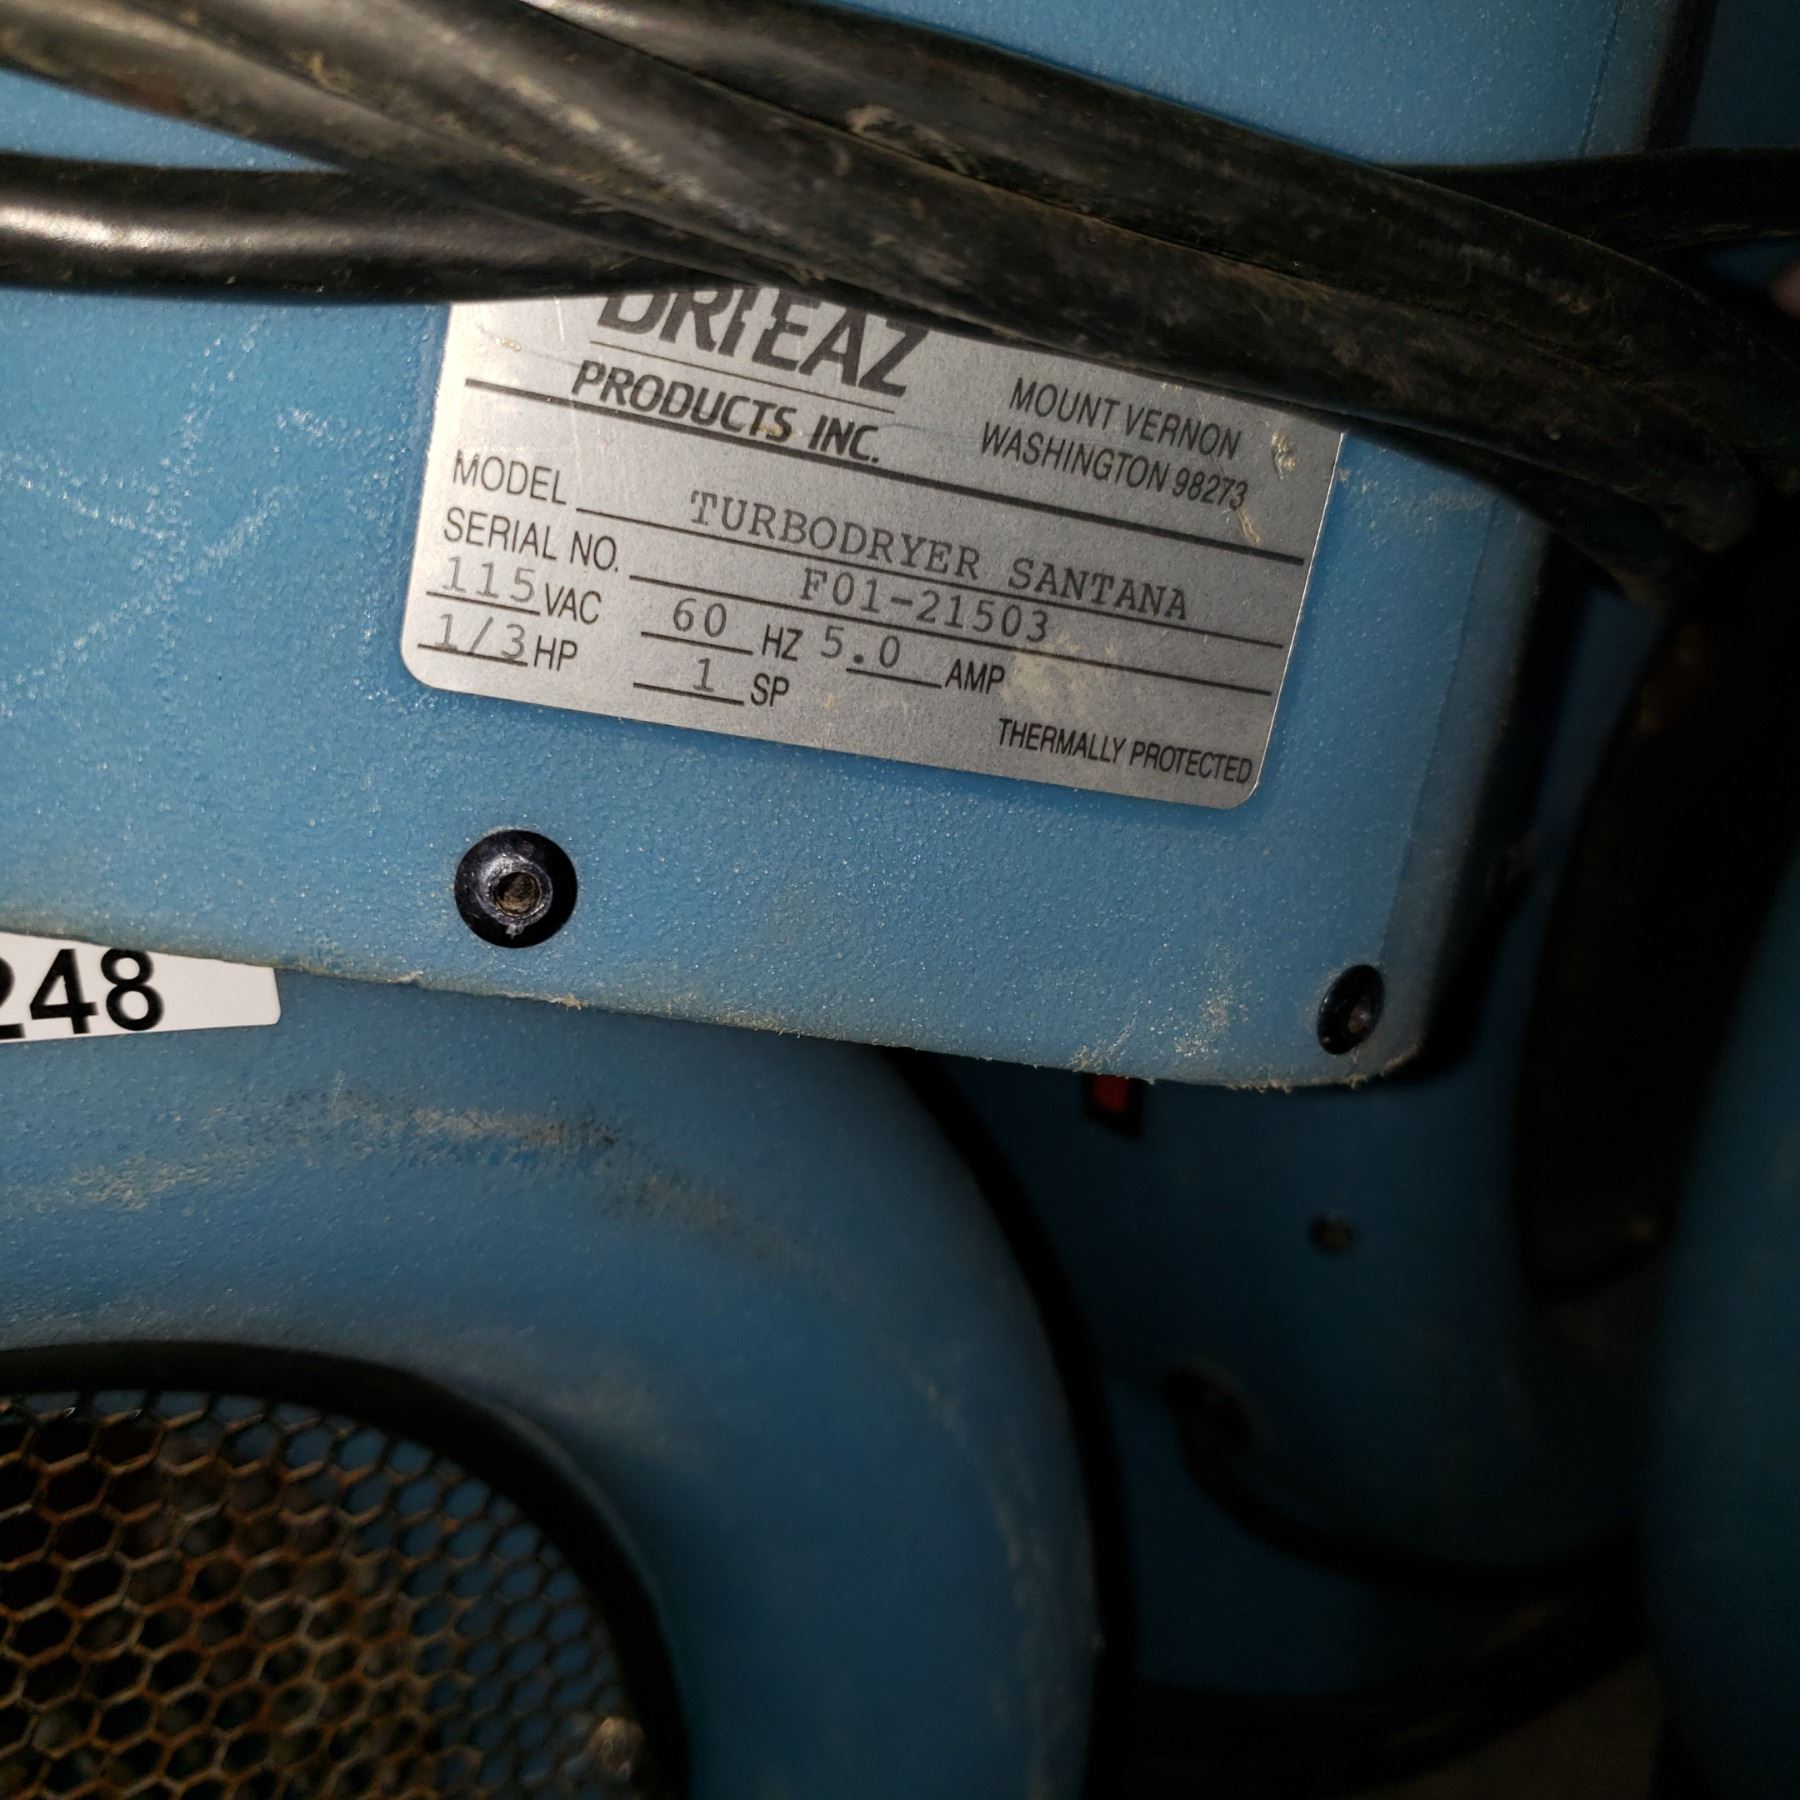 DRIEAZ
PRODUCTS INC.
MOUNT VERNON
WASHINGTON 98273
MODEL TURBODRYER SANTANA
SERIAL NO. F01-21503
115 VAC 60 HZ 5.0 AMP
1/3 HP 1 SP
THERMALLY PROTECTED
248